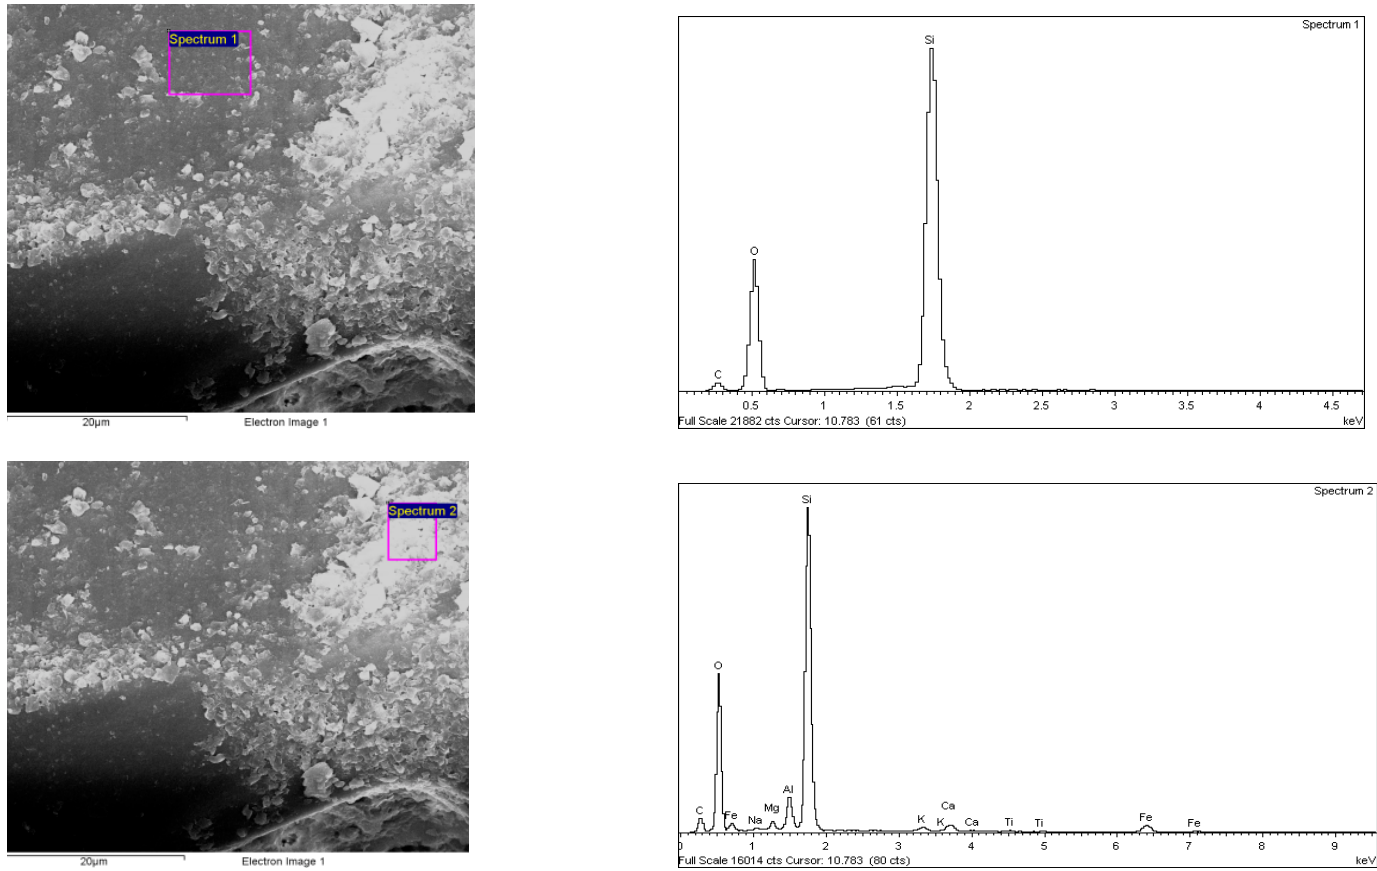 Spectrum 1
20µm
Electron Image 1
Spectrum 1
Si
O
C
0.5 1 1.5 2 2.5 3 3.5 4 4.5
Full Scale 21882 cts Cursor: 10.783 (61 cts)
keV
Spectrum 2
20µm
Electron Image 1
Spectrum 2
Si
O
C Fe Na Mg Al K K Ca Ca Ti Ti Fe Fe
0 1 2 3 4 5 6 7 8 9
Full Scale 16014 cts Cursor: 10.783 (80 cts)
keV